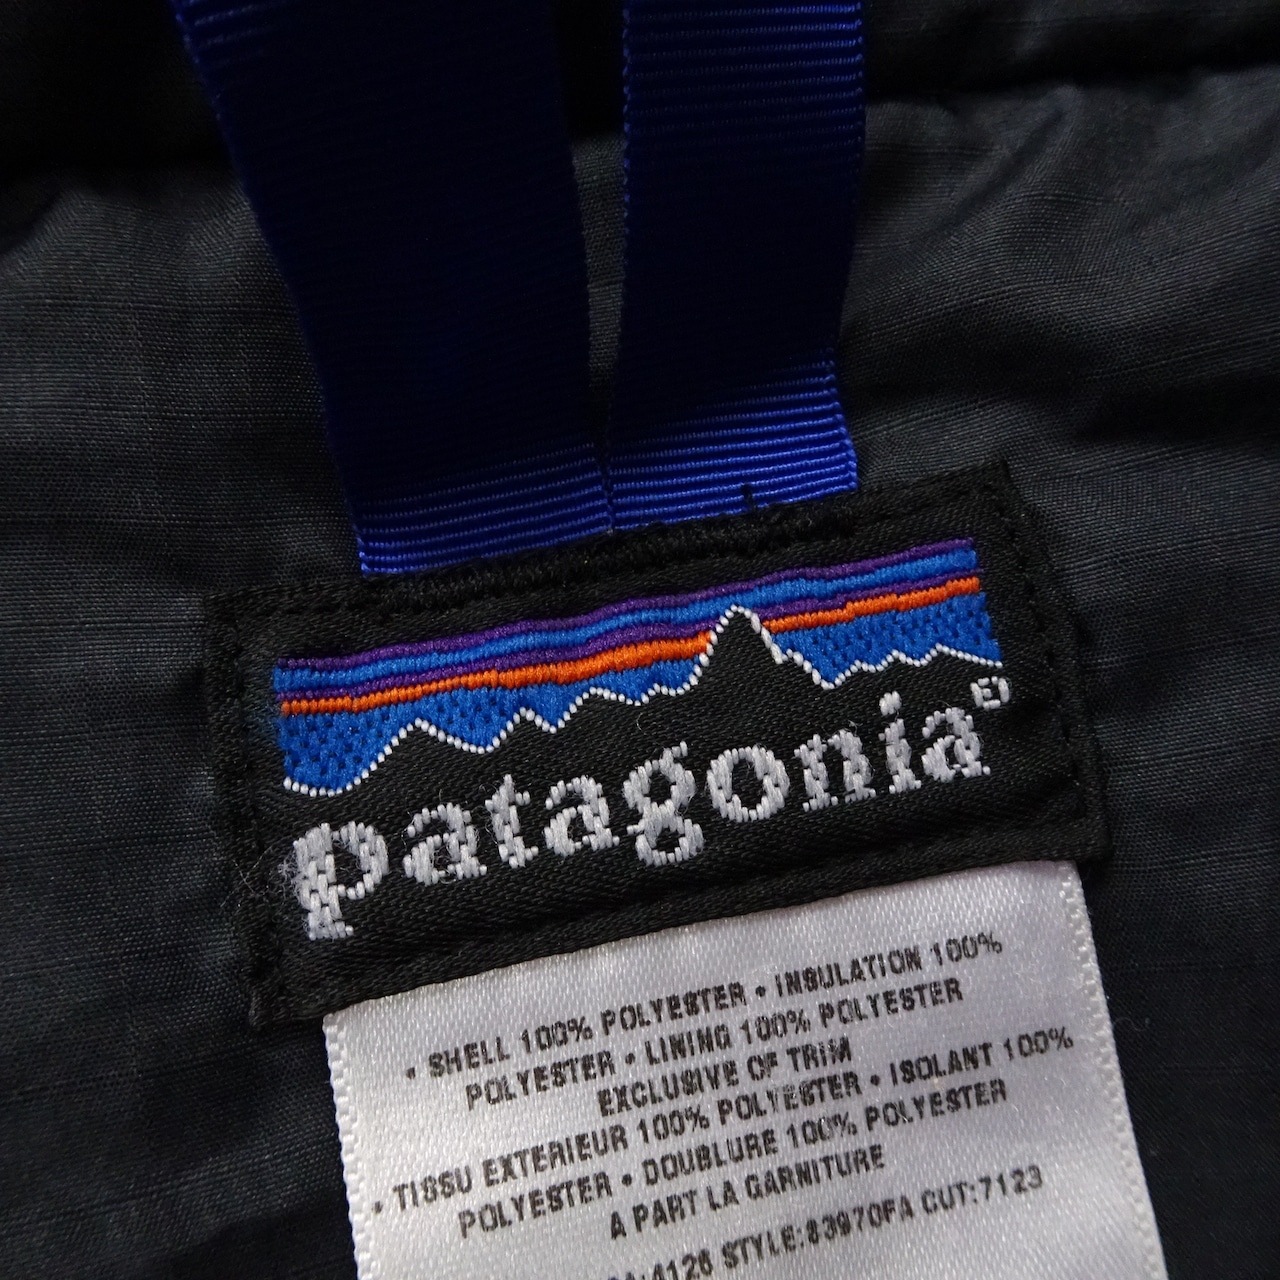 patagonia®
• SHELL 100% POLYESTER • INSULATION 100%
POLYESTER • LINING 100% POLYESTER
EXCLUSIVE OF TRIM
• TISSU EXTERIEUR 100% POLYESTER • ISOLANT 100%
POLYESTER • DOUBLURE 100% POLYESTER
A PART LA GARNITURE
:4126 STYLE:83970FA CUT:7123